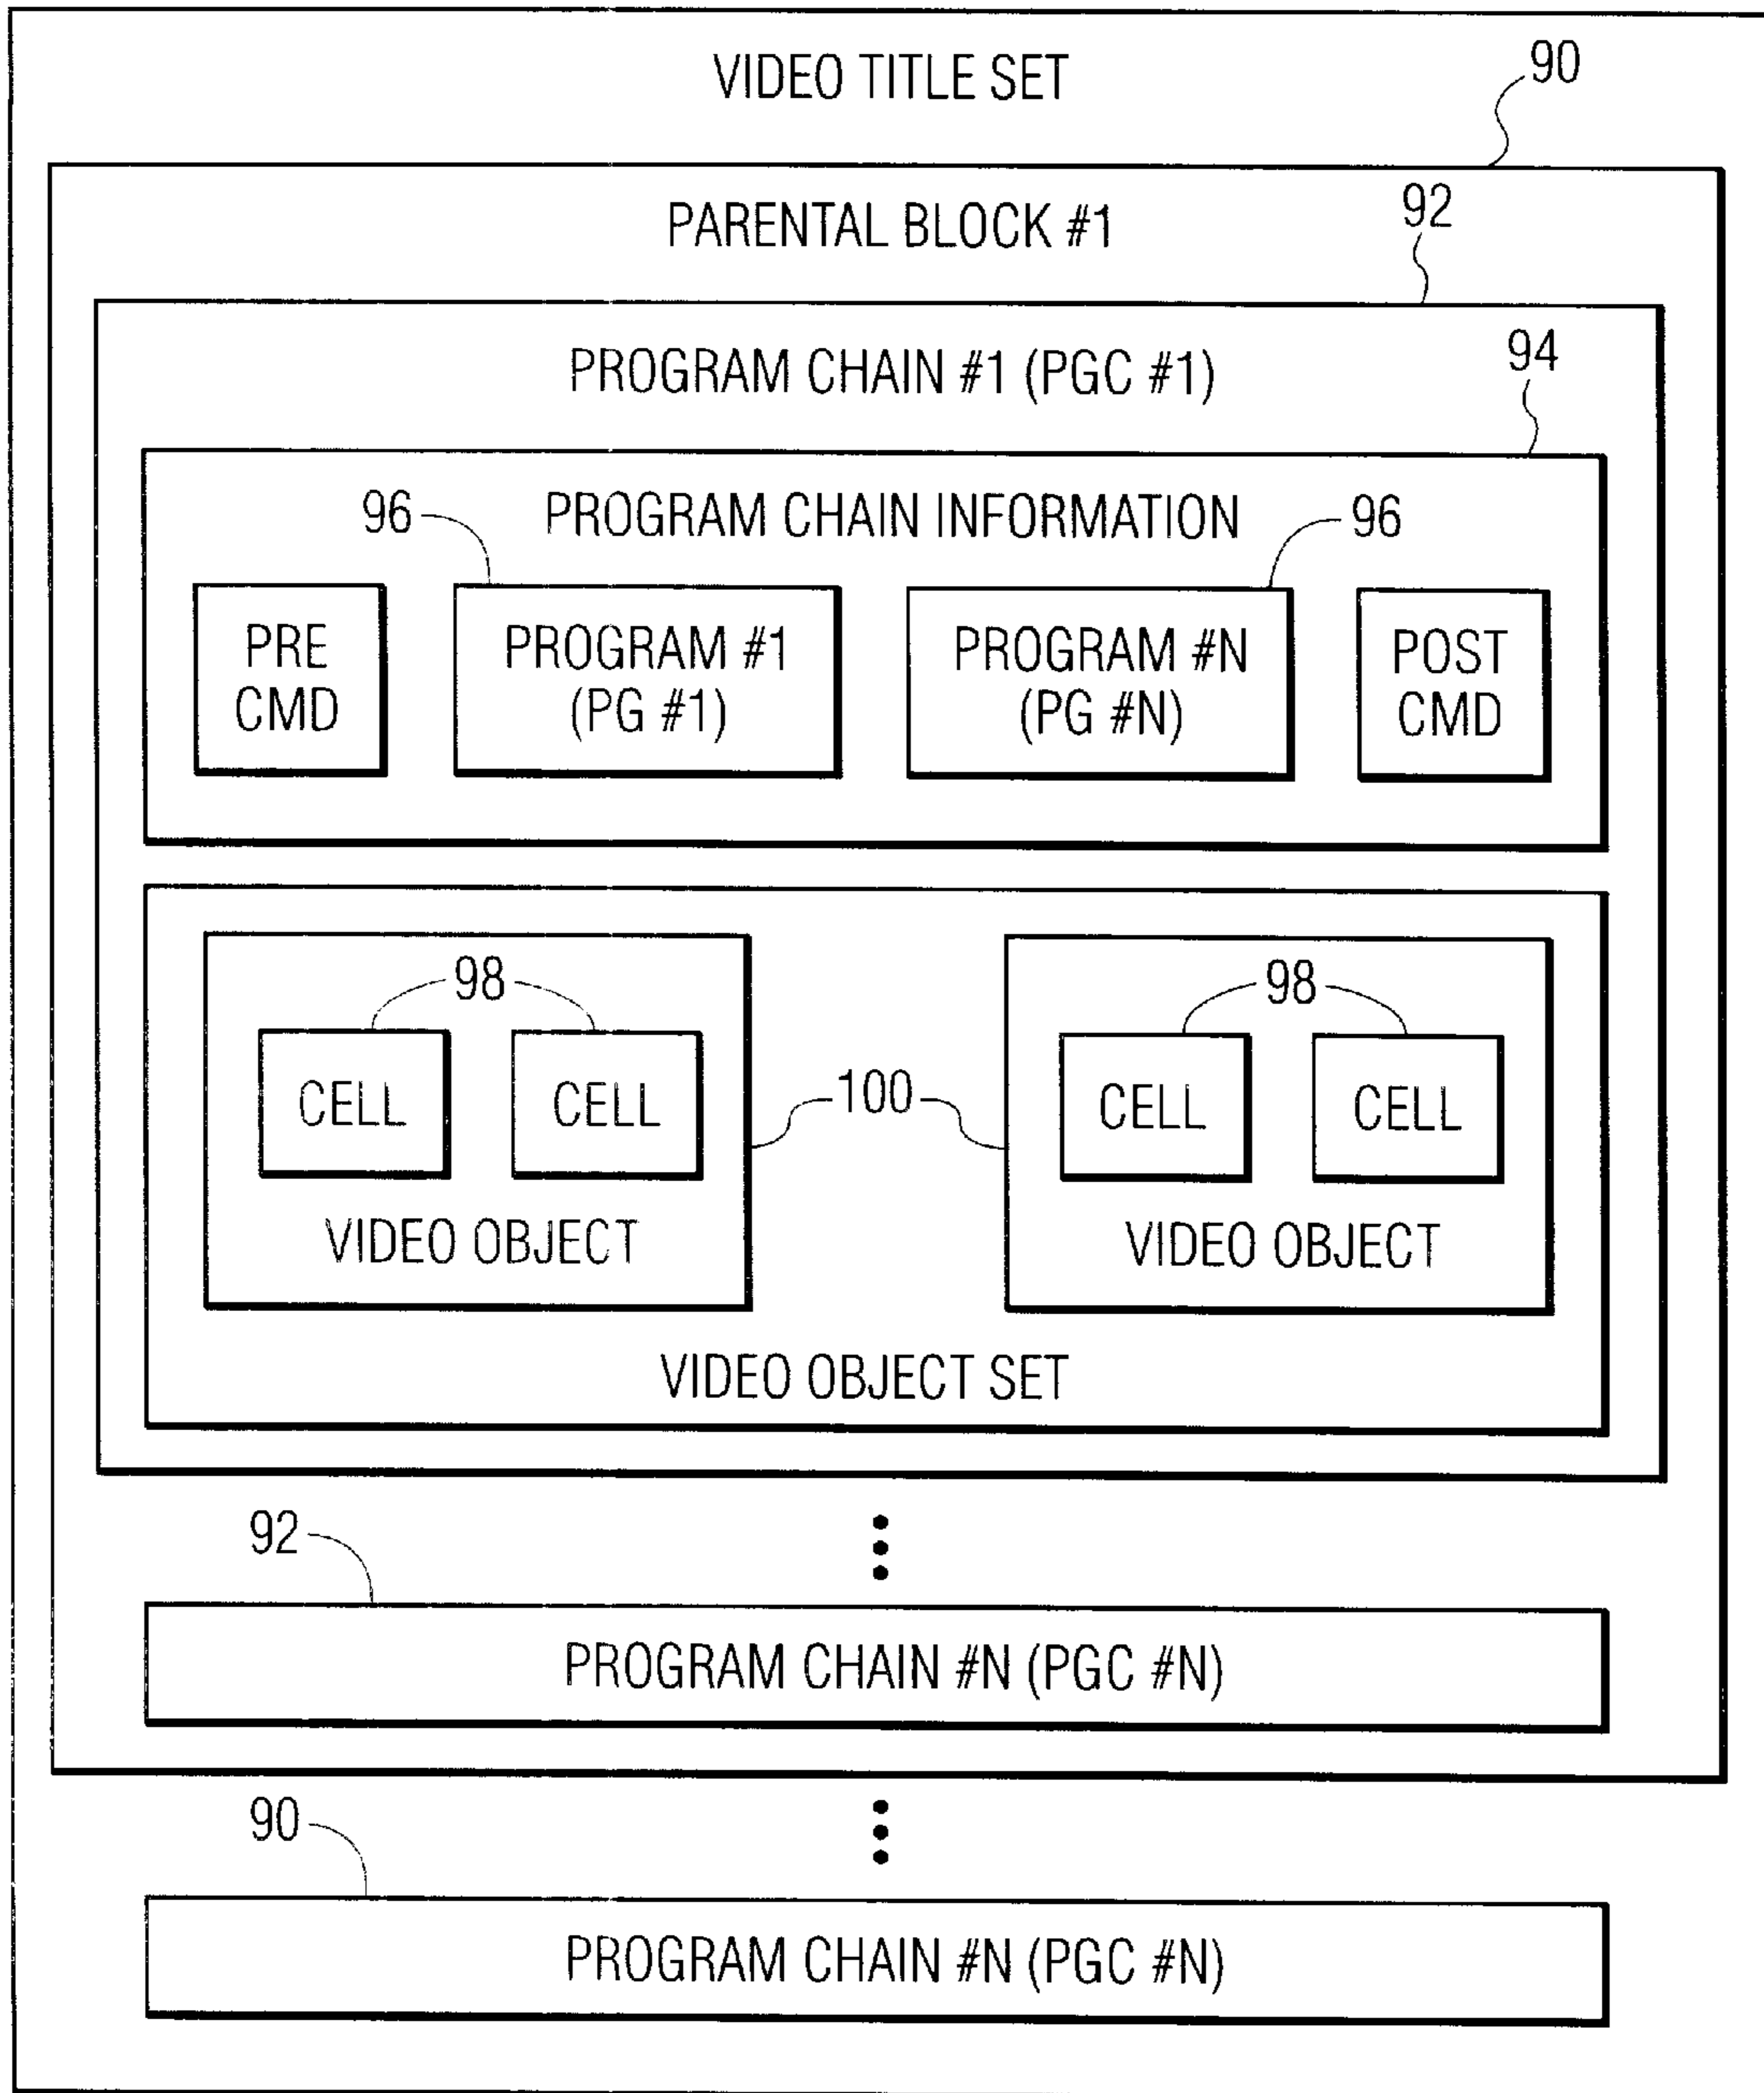 VIDEO TITLE SET
90
PARENTAL BLOCK #1
92
PROGRAM CHAIN #1 (PGC #1)
94
96
PROGRAM CHAIN INFORMATION
96
PRE
CMD
PROGRAM #1
(PG #1)
PROGRAM #N
(PG #N)
POST
CMD
98
98
CELL
CELL
100
CELL
CELL
VIDEO OBJECT
VIDEO OBJECT
VIDEO OBJECT SET
92
PROGRAM CHAIN #N (PGC #N)
90
PROGRAM CHAIN #N (PGC #N)